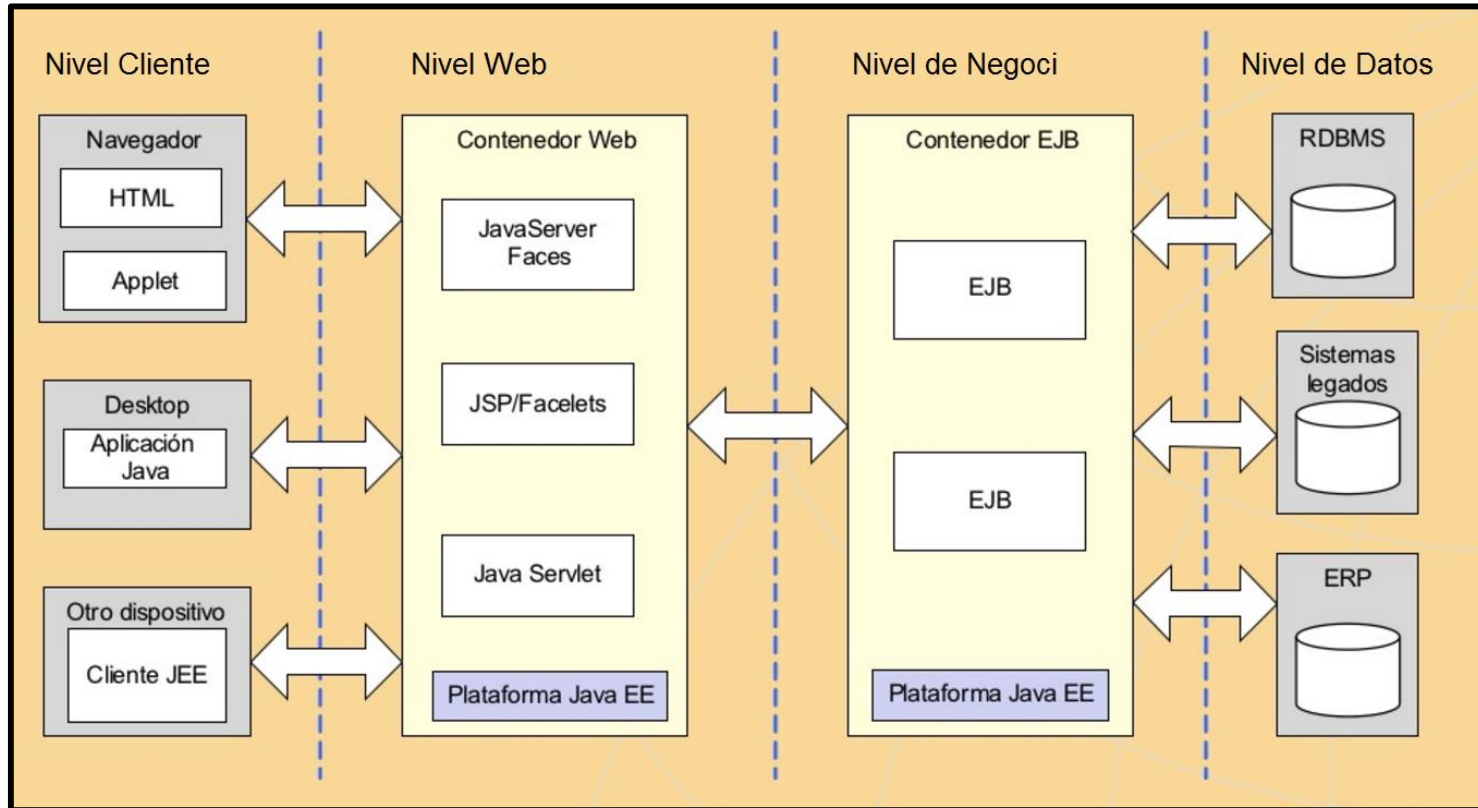 Nivel Cliente
Nivel Web
Nivel de Negoci
Nivel de Datos
Navegador
HTML
Applet
Desktop
Aplicación
Java
Otro dispositivo
Cliente JEE
Contenedor Web
JavaServer
Faces
JSP/Facelets
Java Servlet
Plataforma Java EE
Contenedor EJB
EJB
EJB
Plataforma Java EE
RDBMS
Sistemas
legados
ERP